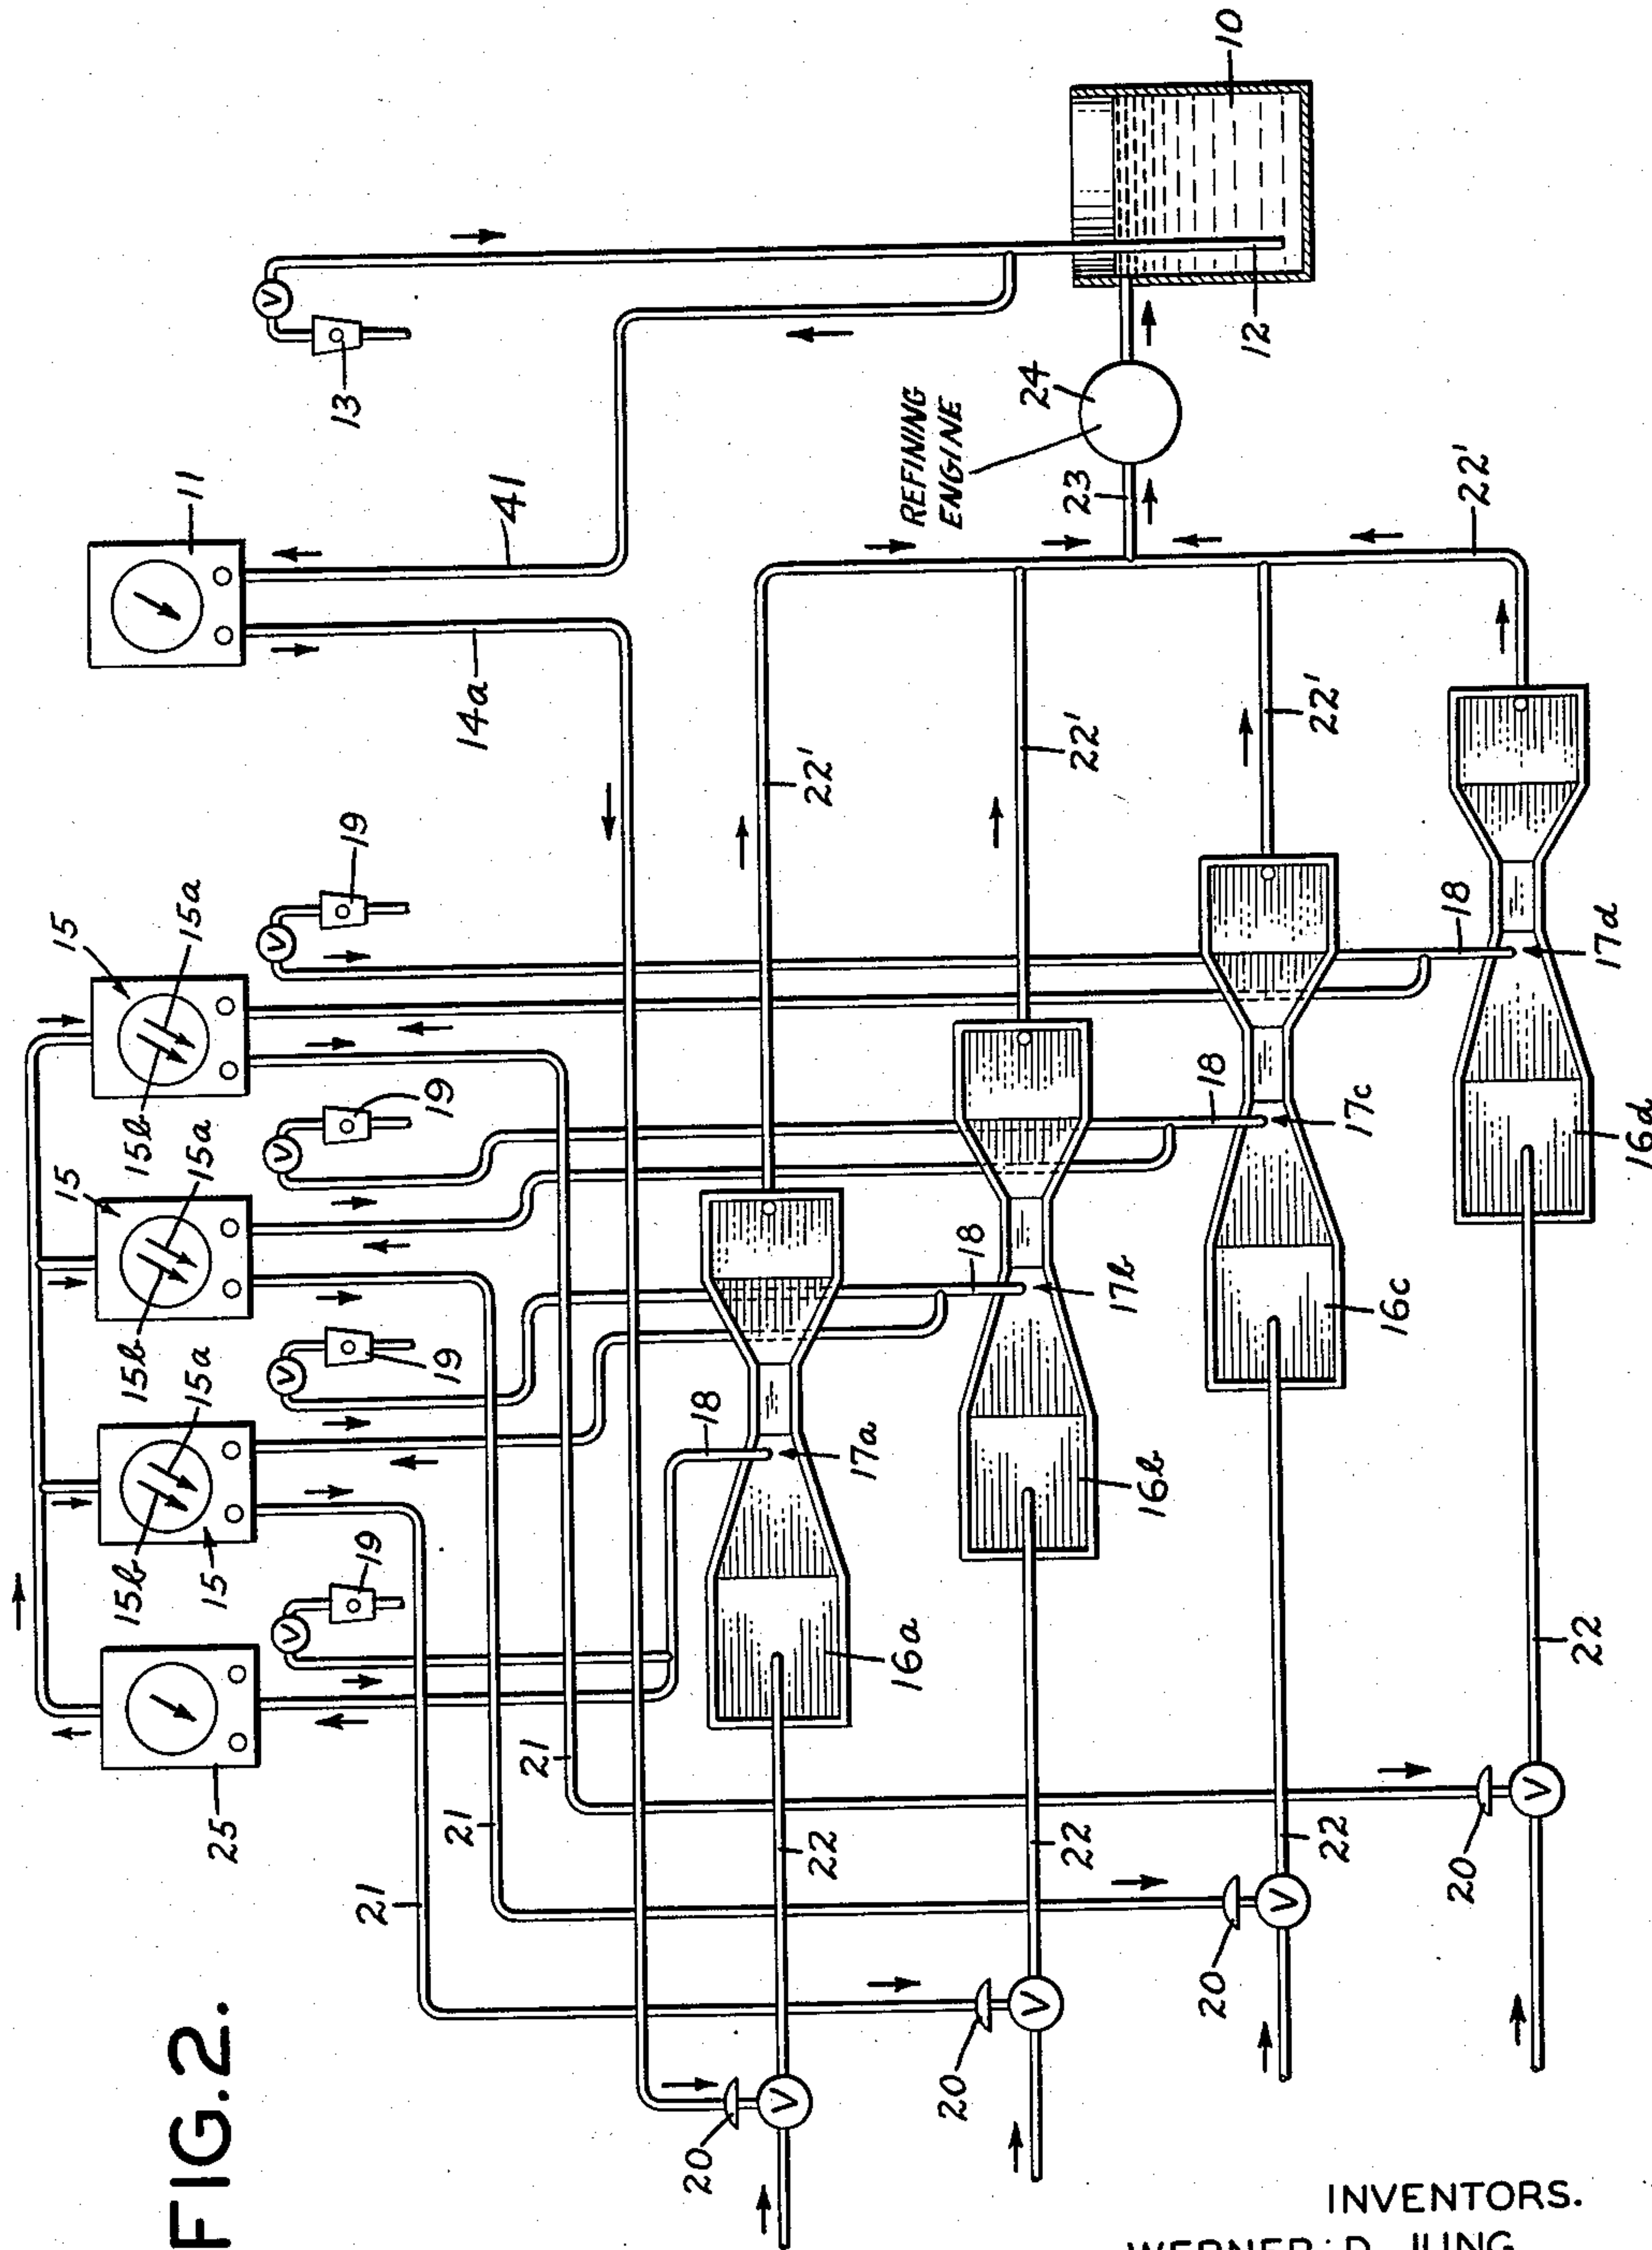 10
V
13
12
24
REFINING
ENGINE
23
22'
11
41
14a
22'
22'
22'
19
V
15
15a
15b
18
17d
19
V
15
15a
15b
18
17c
16d
19
V
15a
15b
15
18
17b
16c
19
V
18
17a
16b
16a
25
21
21
21
22
22
22
22
20
V
20
V
20
V
20
V
FIG.2.
INVENTORS.
WERNER D. JUNG